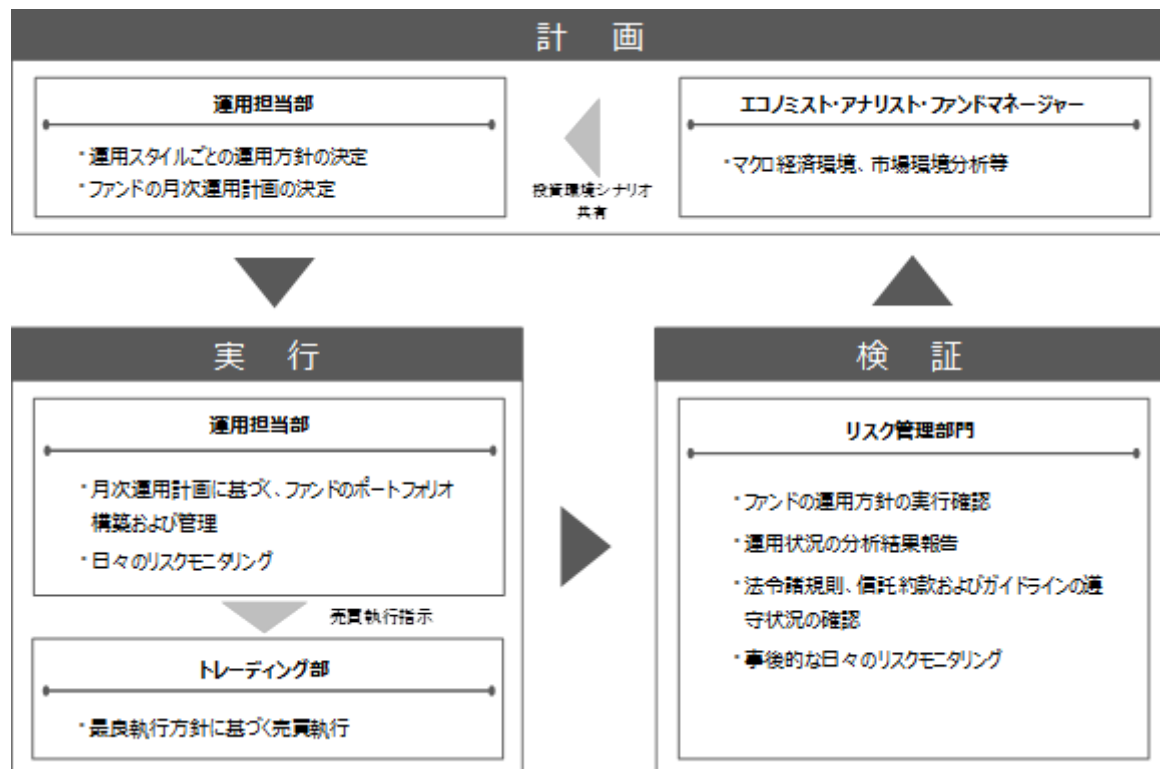 計 画
運用担当部
・運用スタイルごとの運用方針の決定
・ファンドの月次運用計画の決定
投資環境シナリオ
共有
エコノミスト・アナリスト・ファンドマネージャー
・マクロ経済環境、市場環境分析等
実 行
運用担当部
・月次運用計画に基づく、ファンドのポートフォリオ
構築および管理
・日々のリスクモニタリング
売買執行指示
トレーディング部
・最良執行方針に基づく売買執行
検 証
リスク管理部門
・ファンドの運用方針の実行確認
・運用状況の分析結果報告
・法令諸規則、信託約款およびガイドラインの遵
守状況の確認
・事後的な日々のリスクモニタリング